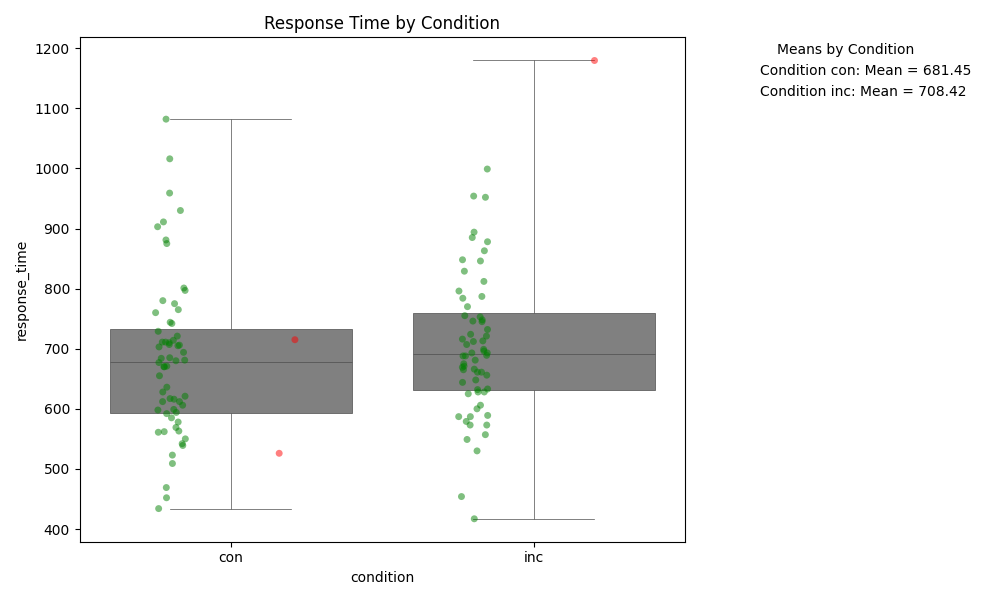 Response Time by Condition
Means by Condition
Condition con: Mean = 681.45
Condition inc: Mean = 708.42
response_time
1200
1100
1000
900
800
700
600
500
400
con
inc
condition